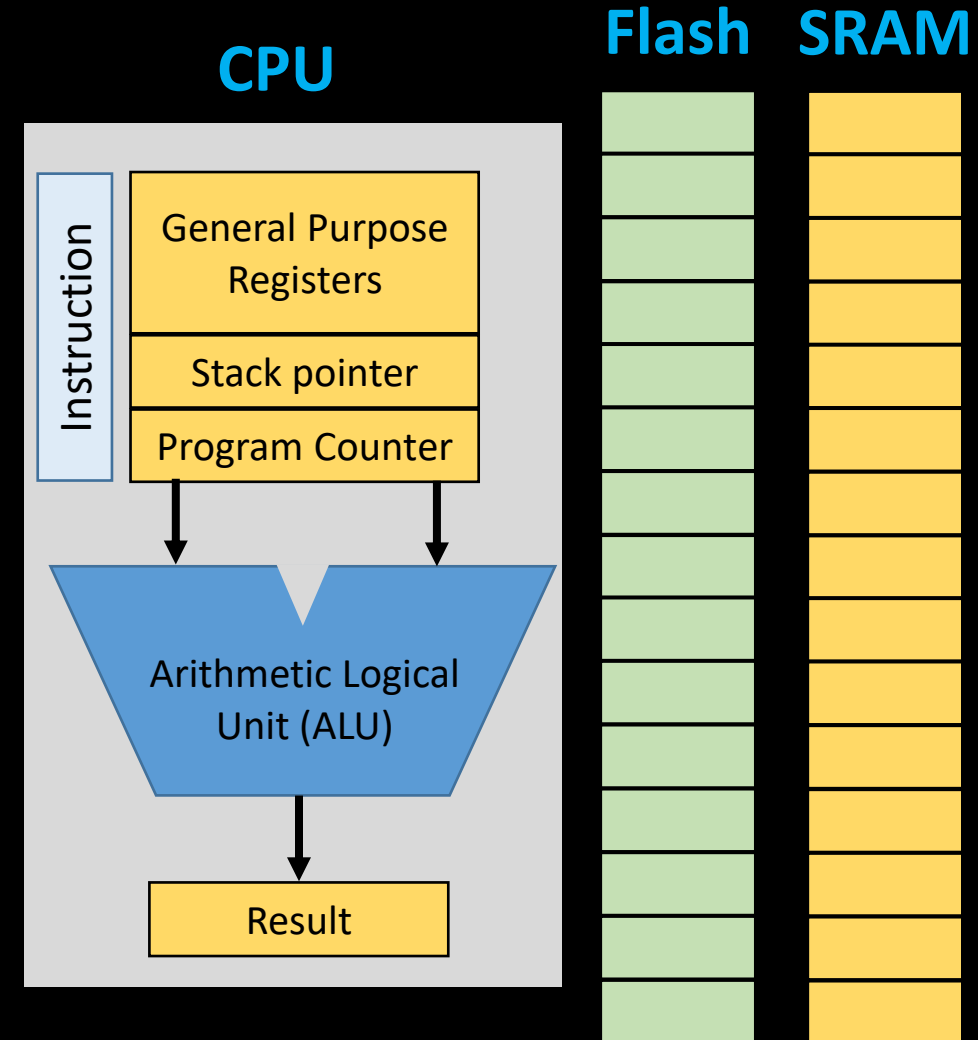 CPU
Flash
SRAM
Instruction
General Purpose
Registers
Stack pointer
Program Counter
Arithmetic Logical
Unit (ALU)
Result